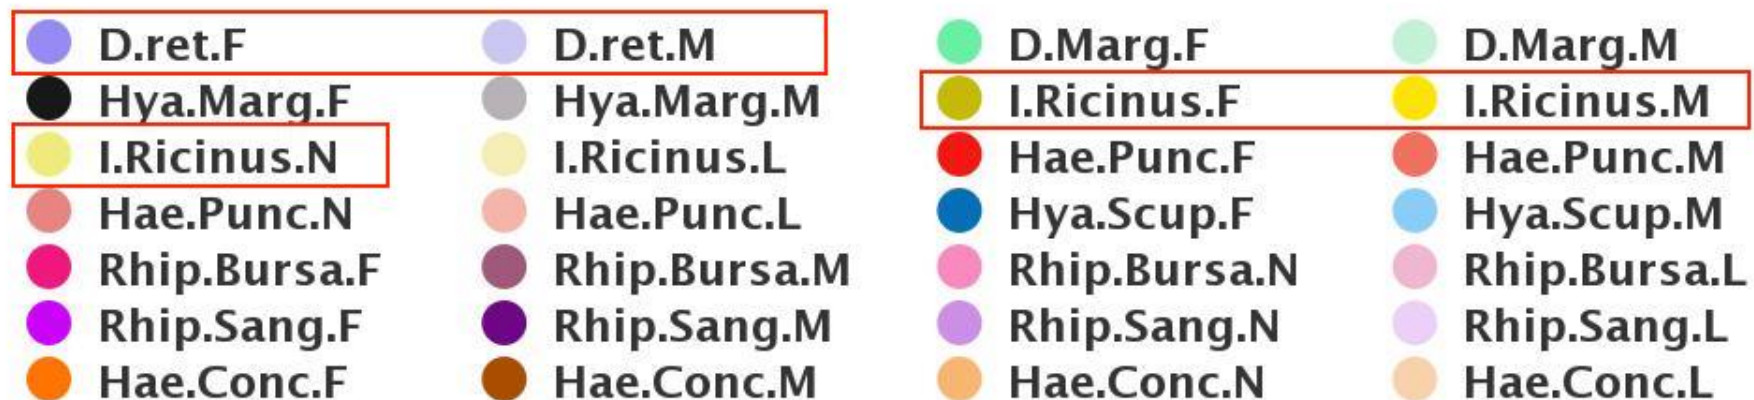 D.ret.F D.ret.M D.Marg.F D.Marg.M
Hya.Marg.F Hya.Marg.M I.Ricinus.F I.Ricinus.M
I.Ricinus.N I.Ricinus.L Hae.Punc.F Hae.Punc.M
Hae.Punc.N Hae.Punc.L Hya.Scup.F Hya.Scup.M
Rhip.Bursa.F Rhip.Bursa.M Rhip.Bursa.N Rhip.Bursa.L
Rhip.Sang.F Rhip.Sang.M Rhip.Sang.N Rhip.Sang.L
Hae.Conc.F Hae.Conc.M Hae.Conc.N Hae.Conc.L